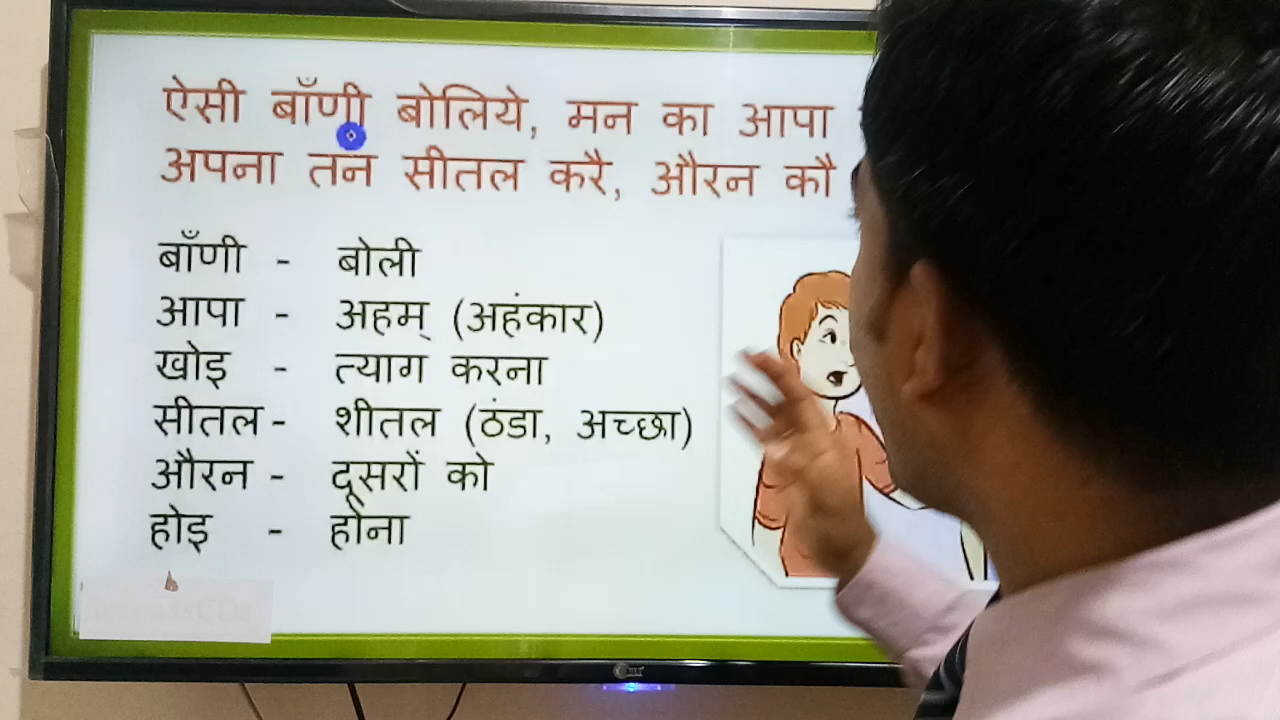 ऐसी बाँणी बोलिये, मन का आपा
अपना तन सीतल करै, औरन कौ
बाँणी - बोली
आपा - अहम् (अहंकार)
खोइ - त्याग करना
सीतल - शीतल (ठंडा, अच्छा)
औरन - दूसरों को
होइ - होना